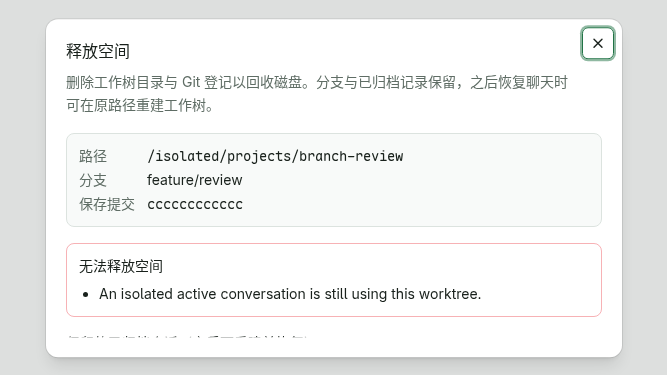 释放空间
删除工作树目录与 Git 登记以回收磁盘。分支与已归档记录保留，之后恢复聊天时
可在原路径重建工作树。
路径 /isolated/projects/branch-review
分支 feature/review
保存提交 cccccccccccc
无法释放空间
• An isolated active conversation is still using this worktree.